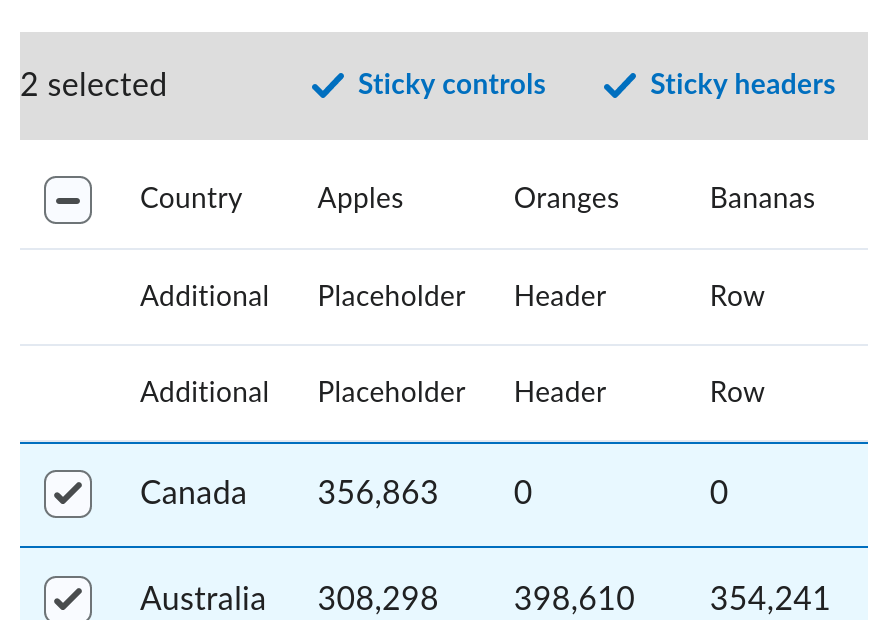 2 selected Sticky controls Sticky headers
Country Apples Oranges Bananas
Additional Placeholder Header Row
Additional Placeholder Header Row
Canada 356,863 0 0
Australia 308,298 398,610 354,241